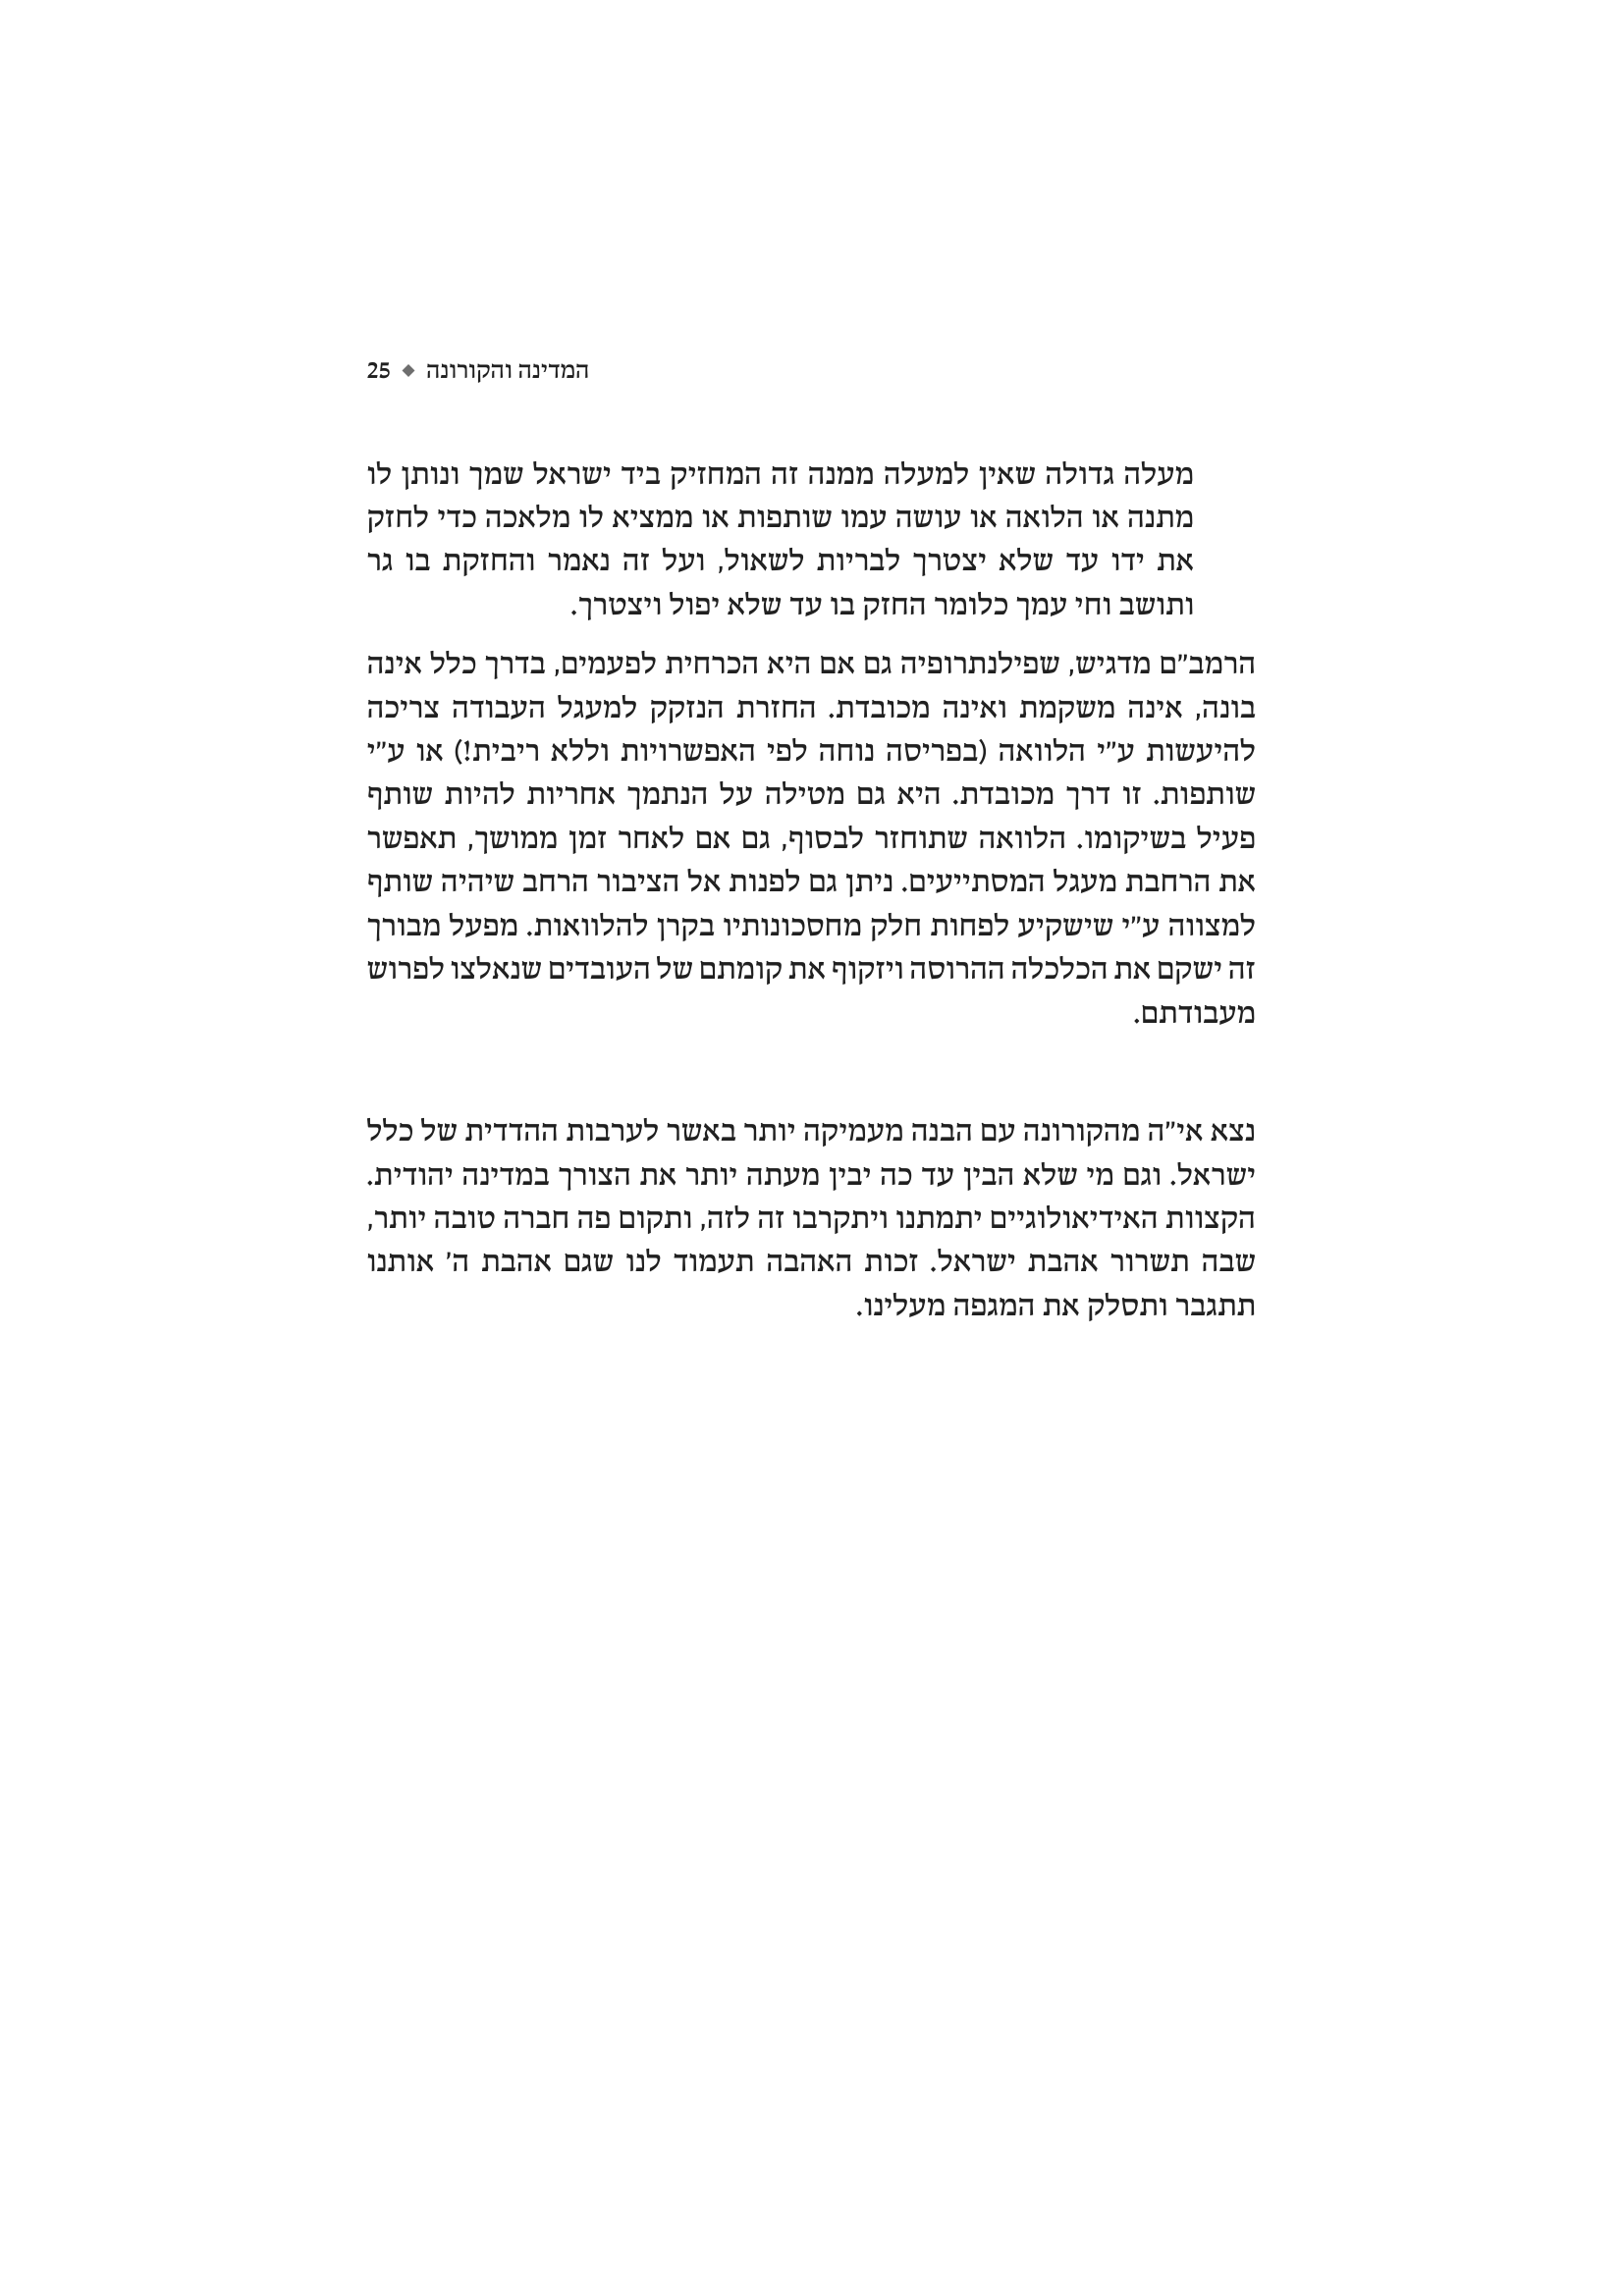 המדינה והקורונה ◆ 25
מעלה גדולה שאין למעלה ממנה זה המחזיק ביד ישראל שמך ונותן לו
מתנה או הלואה או עושה עמו שותפות או ממציא לו מלאכה כדי לחזק
את ידו עד שלא יצטרך לבריות לשאול, ועל זה נאמר והחזקת בו גר
ותושב וחי עמך כלומר החזק בו עד שלא יפול ויצטרך.
הרמב״ם מדגיש, שפילנתרופיה גם אם היא הכרחית לפעמים, בדרך כלל אינה
בונה, אינה משקמת ואינה מכובדת. החזרת הנזקק למעגל העבודה צריכה
להיעשות ע״י הלוואה (בפריסה נוחה לפי האפשרויות וללא ריבית!) או ע״י
שותפות. זו דרך מכובדת. היא גם מטילה על הנתמך אחריות להיות שותף
פעיל בשיקומו. הלוואה שתוחזר לבסוף, גם אם לאחר זמן ממושך, תאפשר
את הרחבת מעגל המסתייעים. ניתן גם לפנות אל הציבור הרחב שיהיה שותף
למצווה ע״י שישקיע לפחות חלק מחסכונותיו בקרן להלוואות. מפעל מבורך
זה ישקם את הכלכלה ההרוסה ויזקוף את קומתם של העובדים שנאלצו לפרוש
מעבודתם.
נצא אי״ה מהקורונה עם הבנה מעמיקה יותר באשר לערבות ההדדית של כלל
ישראל. וגם מי שלא הבין עד כה יבין מעתה יותר את הצורך במדינה יהודית.
הקצוות האידיאולוגיים יתמתנו ויתקרבו זה לזה, ותקום פה חברה טובה יותר,
שבה תשרור אהבת ישראל. זכות האהבה תעמוד לנו שגם אהבת ה׳ אותנו
תתגבר ותסלק את המגפה מעלינו.